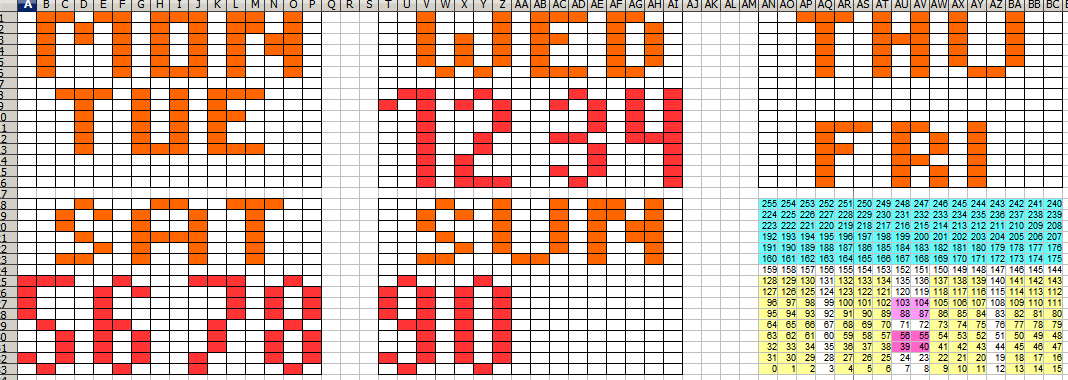 A B C D E F G H I J K L M N O P Q R S T U V W X Y Z AA AB AC AD AE AF AG AH AI AJ AK AL AM AN AO AP AQ AR AS AT AU AV AW AX AY AZ BA BB BC
MON WED THU
TUE 1234
FRI
SAT SUN
5678 90
255 254 253 252 251 250 249 248 247 246 245 244 243 242 241 240
224 225 226 227 228 229 230 231 232 233 234 235 236 237 238 239
223 222 221 220 219 218 217 216 215 214 213 212 211 210 209 208
192 193 194 195 196 197 198 199 200 201 202 203 204 205 206 207
191 190 189 188 187 186 185 184 183 182 181 180 179 178 177 176
160 161 162 163 164 165 166 167 168 169 170 171 172 173 174 175
159 158 157 156 155 154 153 152 151 150 149 148 147 146 145 144
128 129 130 131 132 133 134 135 136 137 138 139 140 141 142 143
127 126 125 124 123 122 121 120 119 118 117 116 115 114 113 112
96 97 98 99 100 101 102 103 104 105 106 107 108 109 110 111
95 94 93 92 91 90 89 88 87 86 85 84 83 82 81 80
64 65 66 67 68 69 70 71 72 73 74 75 76 77 78 79
63 62 61 60 59 58 57 56 55 54 53 52 51 50 49 48
32 33 34 35 36 37 38 39 40 41 42 43 44 45 46 47
31 30 29 28 27 26 25 24 23 22 21 20 19 18 17 16
0 1 2 3 4 5 6 7 8 9 10 11 12 13 14 15